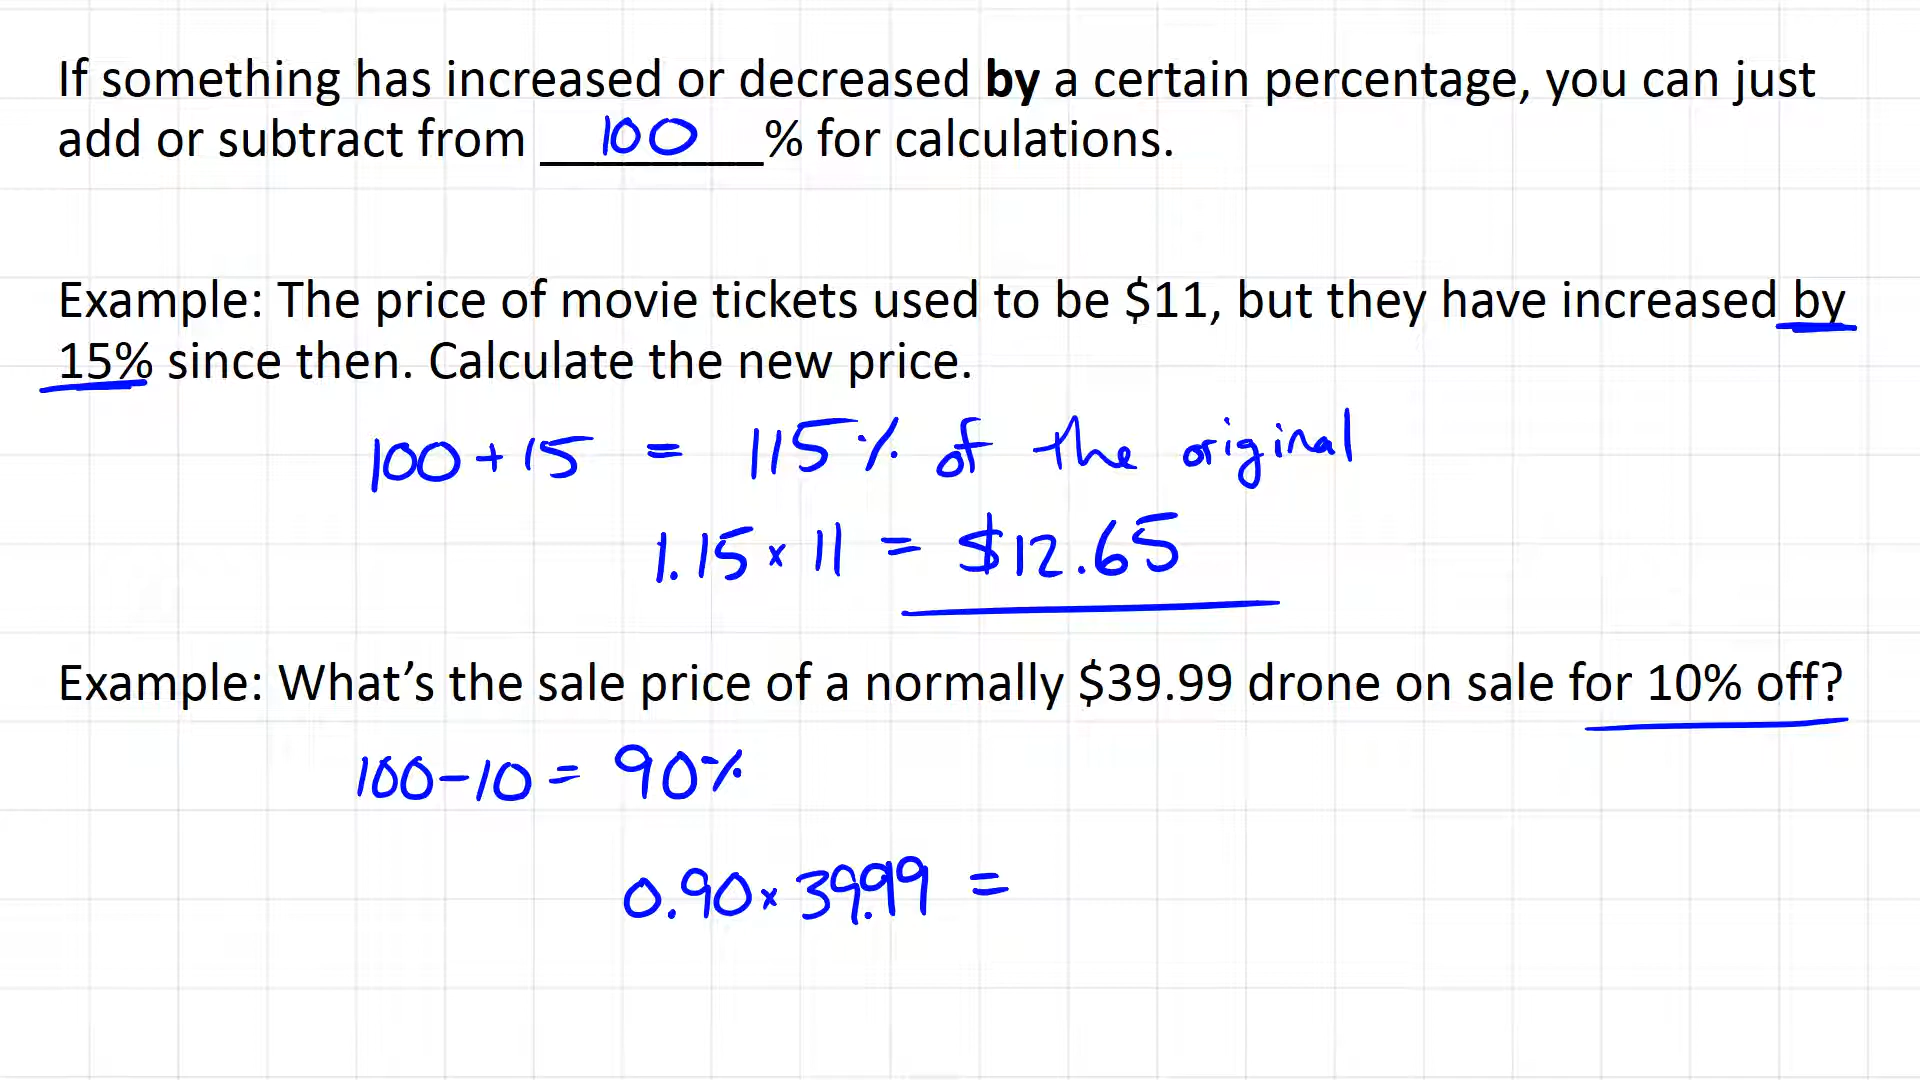 If something has increased or decreased by a certain percentage, you can just
add or subtract from 100 % for calculations.
Example: The price of movie tickets used to be $11, but they have increased by
15% since then. Calculate the new price.
100 + 15 = 115% of the original
1.15 × 11 = $12.65
Example: What’s the sale price of a normally $39.99 drone on sale for 10% off?
100 - 10 = 90%
0.90 × 39.99 =